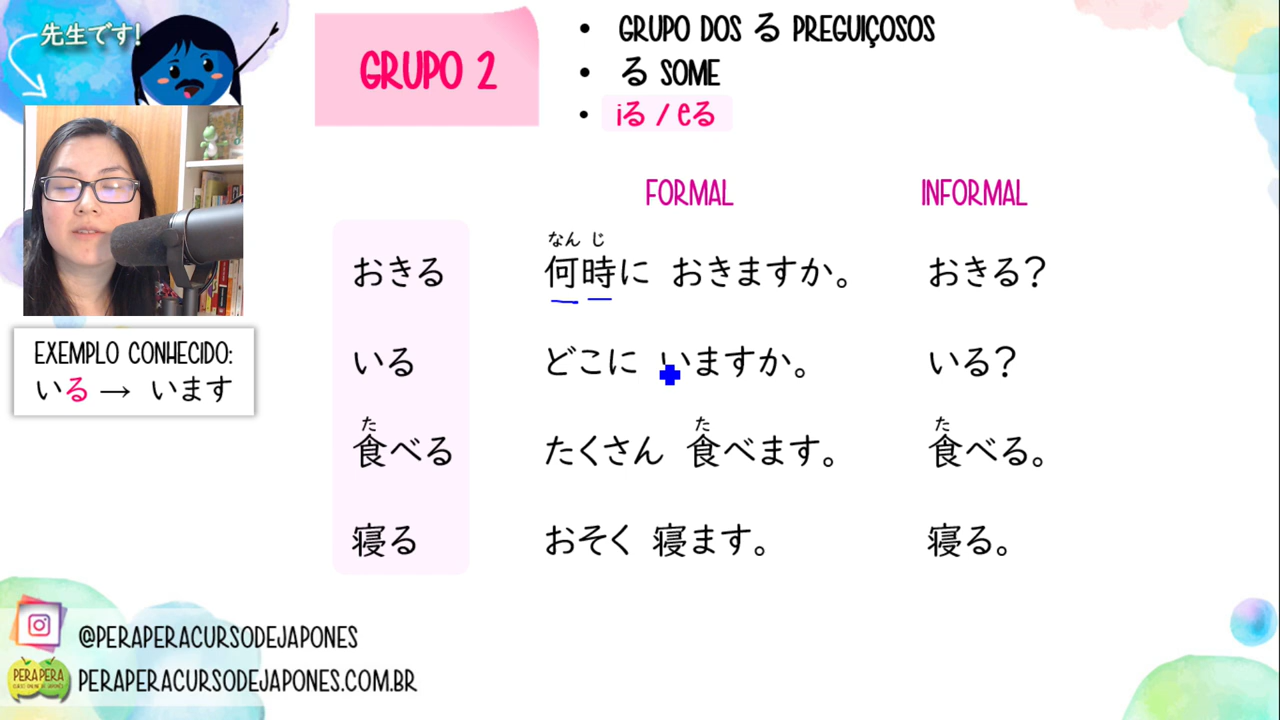 先生です!
GRUPO 2
• GRUPO DOS る PREGUIÇOSOS
• る SOME
• iる / eる
FORMAL
INFORMAL
おきる
なん じ
何時に おきますか。
おきる?
いる
どこに いますか。
いる?
た
食べる
た
たくさん 食べます。
た
食べる。
寝る
おそく 寝ます。
寝る。
EXEMPLO CONHECIDO:
いる → います
@PERAPERACURSODEJAPONES
PERAPERA
PERAPERACURSODEJAPONES.COM.BR